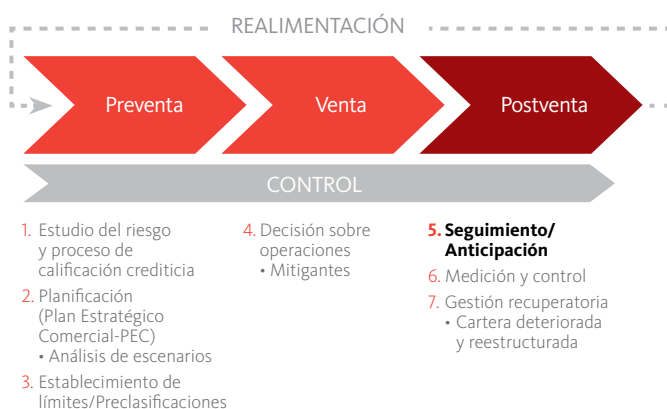 REALIMENTACIÓN
Preventa
Venta
Postventa
CONTROL
1. Estudio del riesgo
y proceso de
calificación crediticia
2. Planificación
(Plan Estratégico
Comercial-PEC)
• Análisis de escenarios
3. Establecimiento de
límites/Preclasificaciones
4. Decisión sobre
operaciones
• Mitigantes
5. Seguimiento/
Anticipación
6. Medición y control
7. Gestión recuperatoria
• Cartera deteriorada
y reestructurada